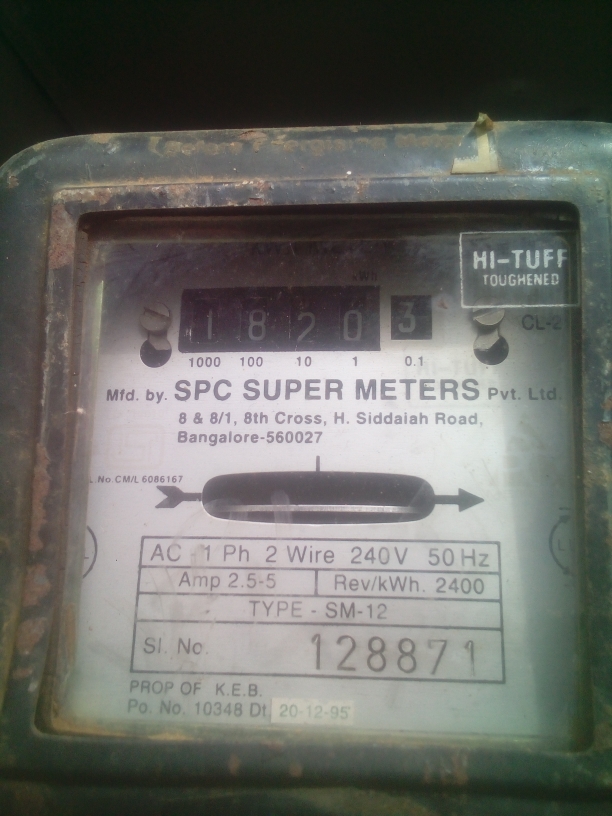 HI-TUFF
TOUGHENED
kWh
1 8 2 0 3
CL-2
1000 100 10 1 0.1
Mfd. by. SPC SUPER METERS Pvt. Ltd.
8 & 8/1, 8th Cross, H. Siddaiah Road,
Bangalore-560027
L.No.CM/L 6086167
AC 1 Ph 2 Wire 240V 50 Hz
Amp 2.5-5 Rev/kWh. 2400
TYPE - SM-12
Sl. No. 128871
PROP OF K.E.B.
Po. No. 10348 Dt. 20-12-95